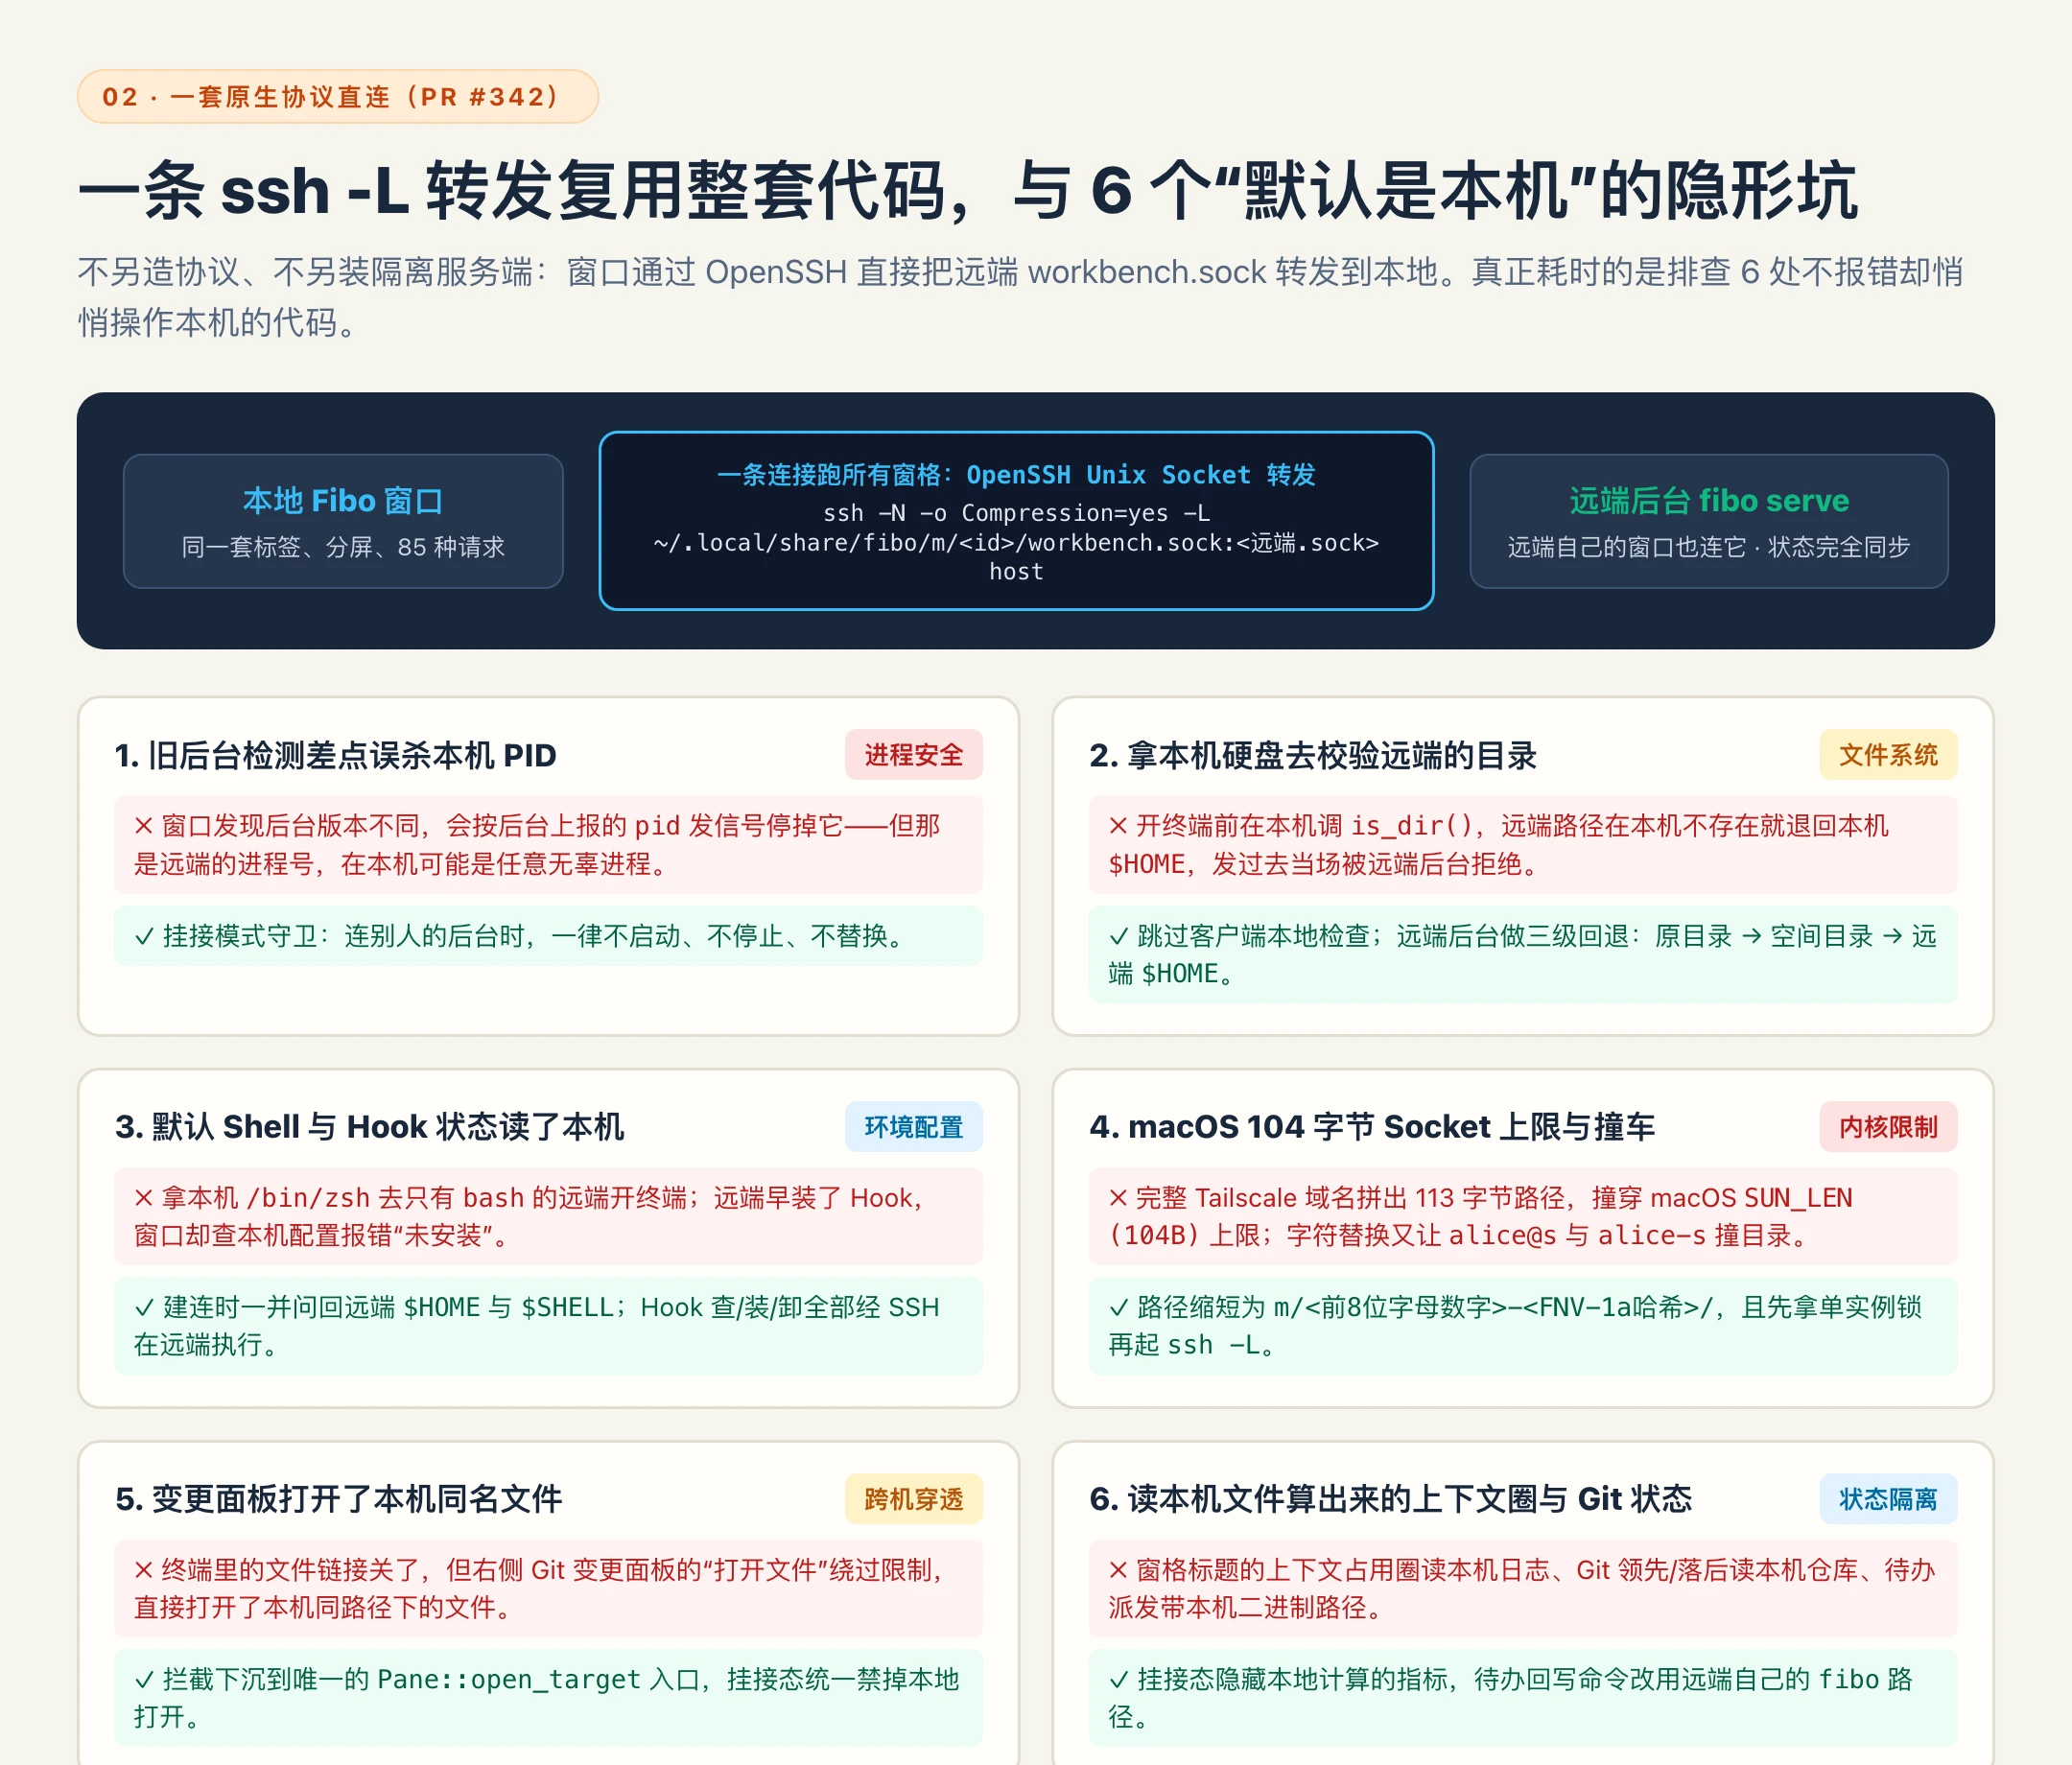 02 · 一套原生协议直连（PR #342）
一条 ssh -L 转发复用整套代码，与 6 个“默认是本机”的隐形坑
不另造协议、不另装隔离服务端：窗口通过 OpenSSH 直接把远端 workbench.sock 转发到本地。真正耗时的是排查 6 处不报错却悄
悄操作本机的代码。
本地 Fibo 窗口
同一套标签、分屏、85 种请求
一条连接跑所有窗格：OpenSSH Unix Socket 转发
ssh -N -o Compression=yes -L
~/.local/share/fibo/m/<id>/workbench.sock:<远端.sock>
host
远端后台 fibo serve
远端自己的窗口也连它 · 状态完全同步
1. 旧后台检测差点误杀本机 PID
进程安全
✕ 窗口发现后台版本不同，会按后台上报的 pid 发信号停掉它——但那
是远端的进程号，在本机可能是任意无辜进程。
✓ 挂接模式守卫：连别人的后台时，一律不启动、不停止、不替换。
2. 拿本机硬盘去校验远端的目录
文件系统
✕ 开终端前在本机调 is_dir()，远端路径在本机不存在就退回本机
$HOME，发过去当场被远端后台拒绝。
✓ 跳过客户端本地检查；远端后台做三级回退：原目录 → 空间目录 → 远
端 $HOME。
3. 默认 Shell 与 Hook 状态读了本机
环境配置
✕ 拿本机 /bin/zsh 去只有 bash 的远端开终端；远端早装了 Hook，
窗口却查本机配置报错“未安装”。
✓ 建连时一并问回远端 $HOME 与 $SHELL；Hook 查/装/卸全部经 SSH
在远端执行。
4. macOS 104 字节 Socket 上限与撞车
内核限制
✕ 完整 Tailscale 域名拼出 113 字节路径，撞穿 macOS SUN_LEN
(104B) 上限；字符替换又让 alice@s 与 alice-s 撞目录。
✓ 路径缩短为 m/<前8位字母数字>-<FNV-1a哈希>/，且先拿单实例锁
再起 ssh -L。
5. 变更面板打开了本机同名文件
跨机穿透
✕ 终端里的文件链接关了，但右侧 Git 变更面板的“打开文件”绕过限制，
直接打开了本机同路径下的文件。
✓ 拦截下沉到唯一的 Pane::open_target 入口，挂接态统一禁掉本地
打开。
6. 读本机文件算出来的上下文圈与 Git 状态
状态隔离
✕ 窗格标题的上下文占用圈读本机日志、Git 领先/落后读本机仓库、待办
派发带本机二进制路径。
✓ 挂接态隐藏本地计算的指标，待办回写命令改用远端自己的 fibo 路
径。